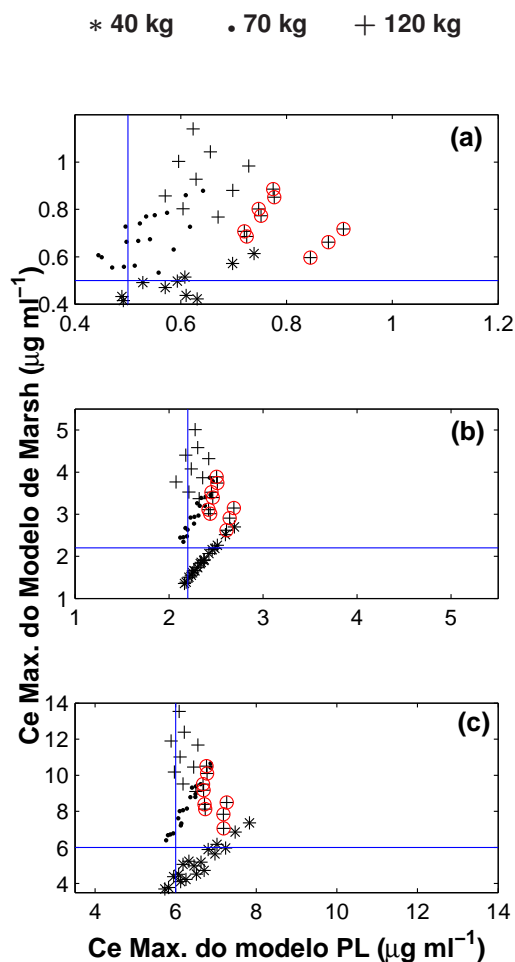 ∗ 40 kg • 70 kg + 120 kg
(a)
1
0.8
0.6
0.4
0.4 0.6 0.8 1 1.2
(b)
5
4
3
2
1
1 2 3 4 5
(c)
14
12
10
8
6
4
4 6 8 10 12 14
Ce Max. do Modelo de Marsh (μg ml⁻¹)
Ce Max. do modelo PL (μg ml⁻¹)